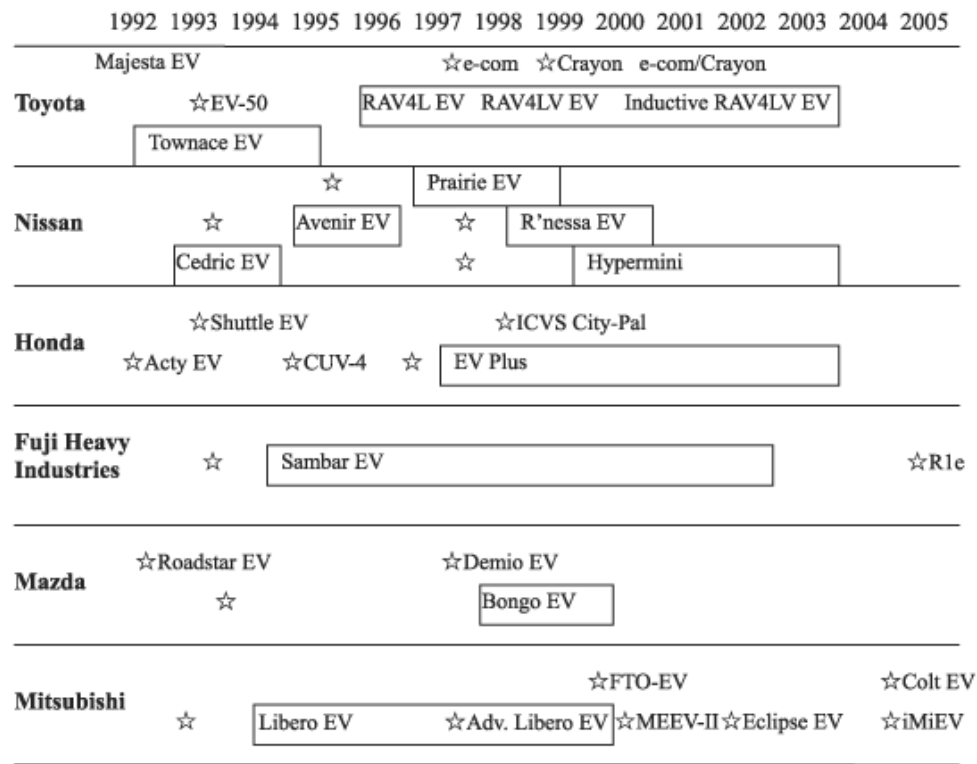 1992 1993 1994 1995 1996 1997 1998 1999 2000 2001 2002 2003 2004 2005
Majesta EV ☆e-com ☆Crayon e-com/Crayon
Toyota ☆EV-50 RAV4L EV RAV4LV EV Inductive RAV4LV EV
Townace EV
☆ Prairie EV
Nissan ☆ Avenir EV ☆ R'nessa EV
Cedric EV ☆ Hypermini
☆Shuttle EV ☆ICVS City-Pal
Honda
☆Acty EV ☆CUV-4 ☆ EV Plus
Fuji Heavy
Industries ☆ Sambar EV ☆R1e
☆Roadstar EV ☆Demio EV
Mazda
☆ Bongo EV
☆FTO-EV ☆Colt EV
Mitsubishi
☆ Libero EV ☆Adv. Libero EV ☆MEEV-II ☆Eclipse EV ☆iMiEV